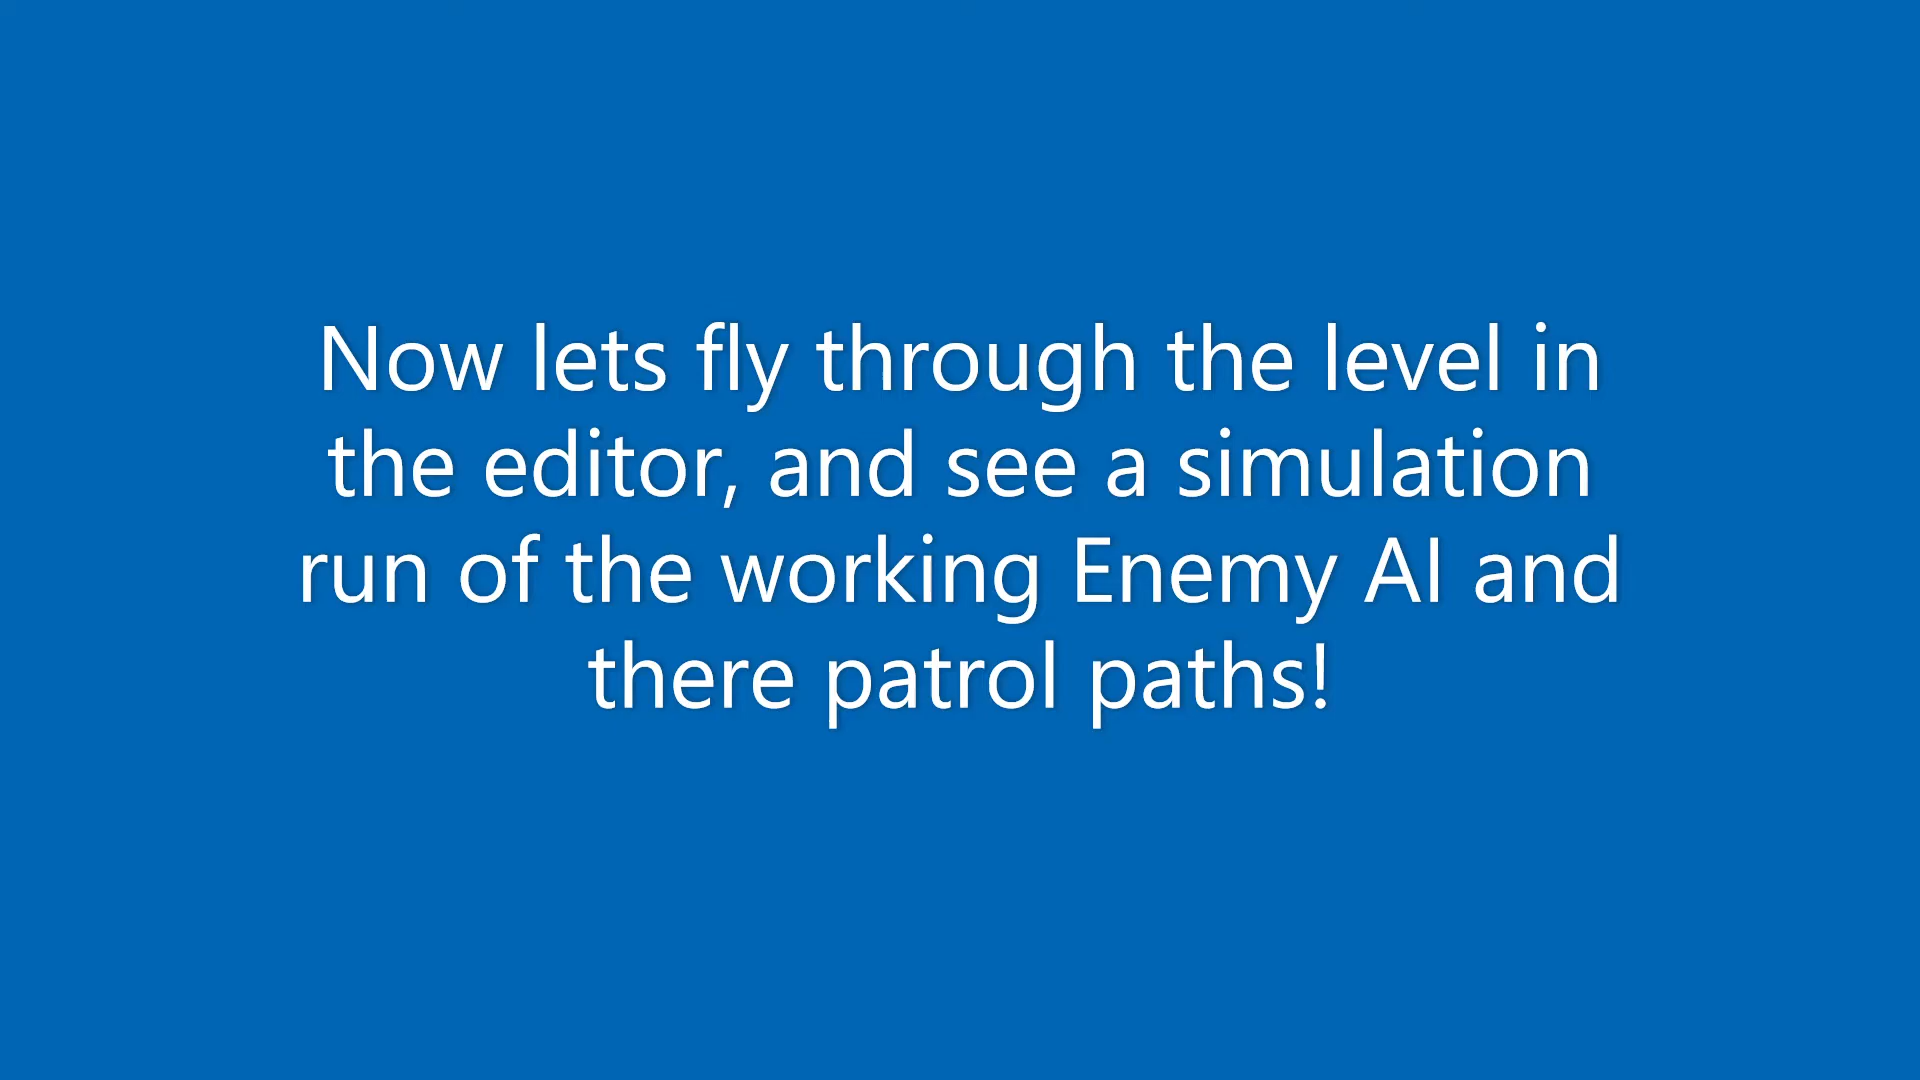 Now lets fly through the level in
the editor, and see a simulation
run of the working Enemy AI and
there patrol paths!